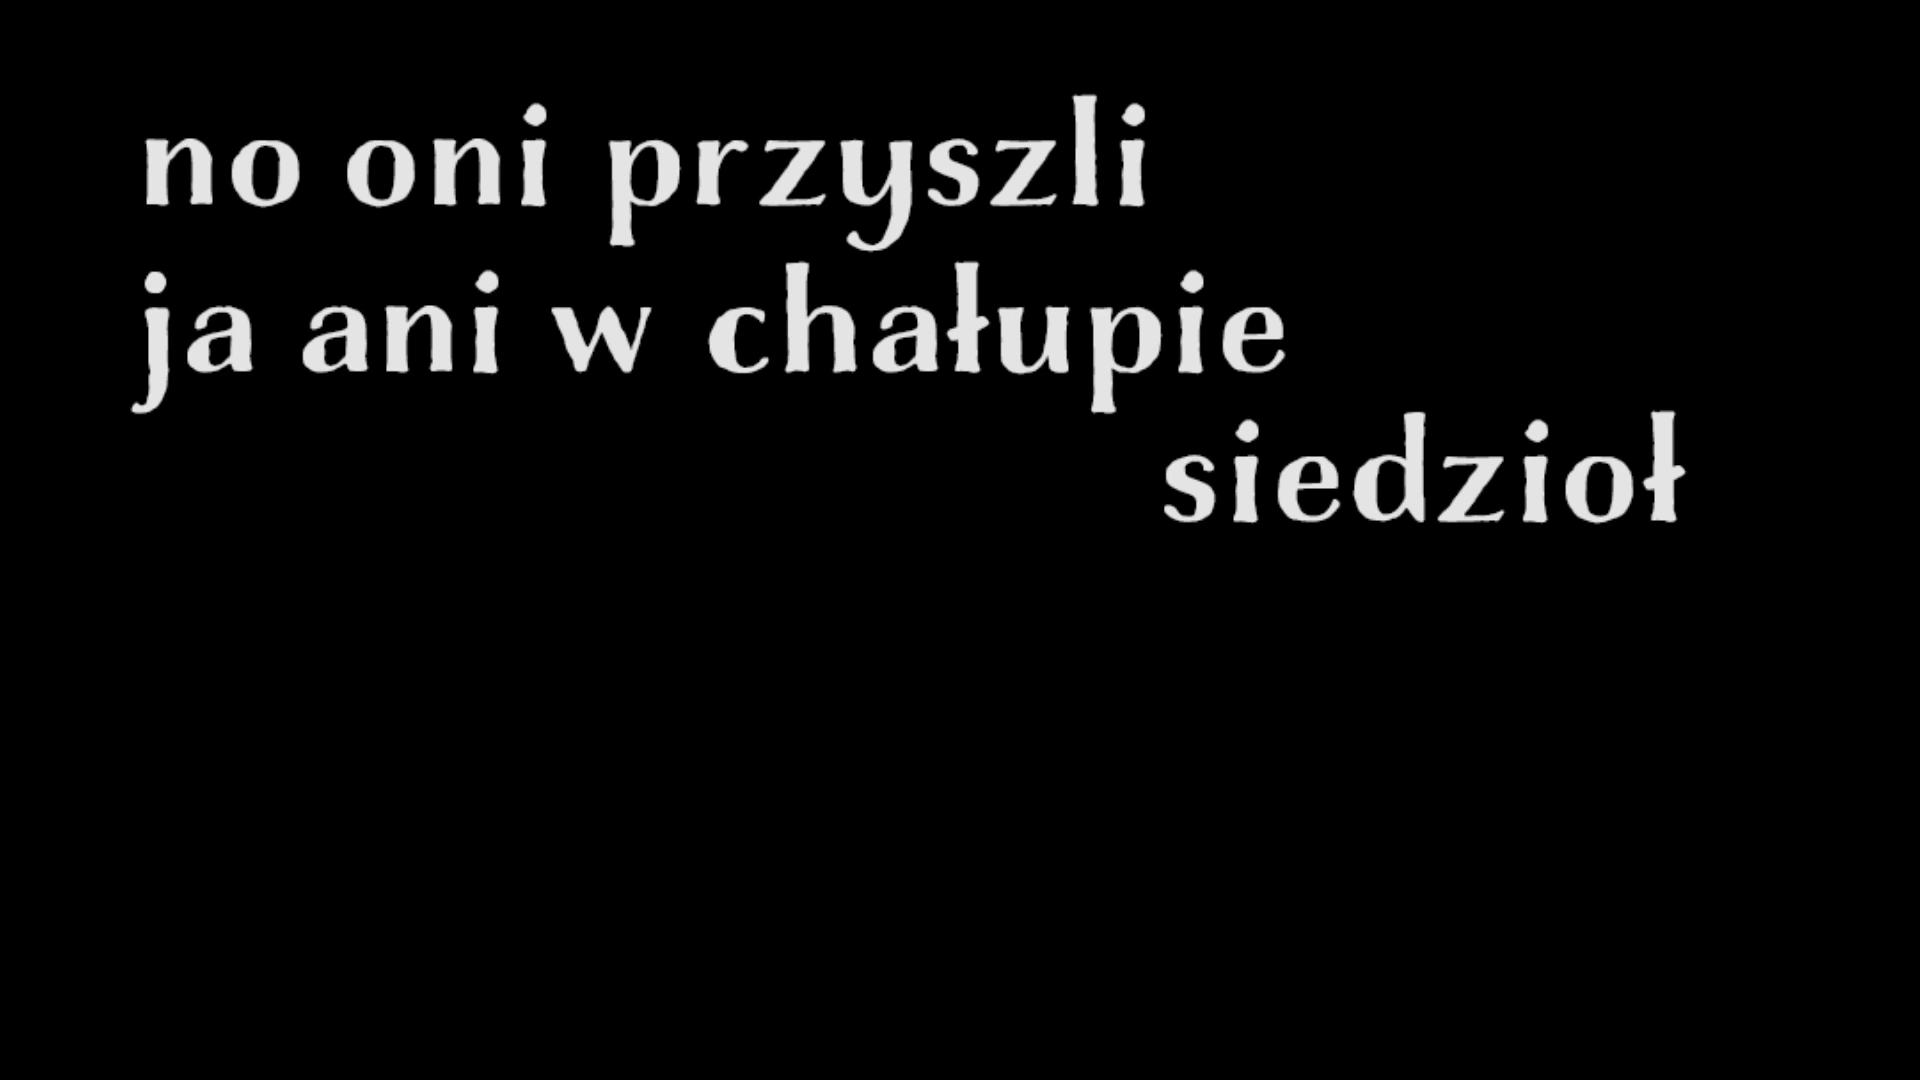 no oni przyszli
ja ani w chałupie
siedzioł